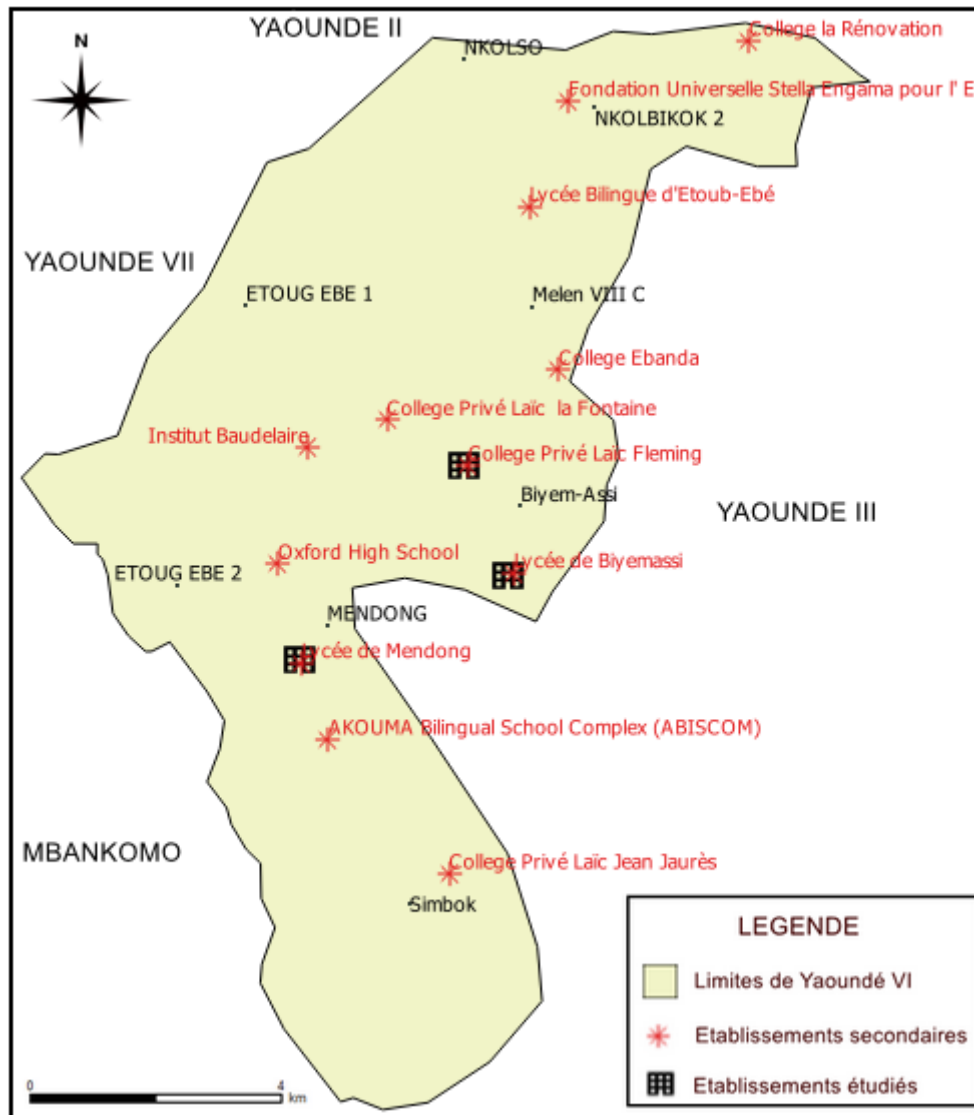 YAOUNDE II
College la Rénovation
N
NKOLSO
Fondation Universelle Stella Engama pour l' E
NKOLBIKOK 2
Lycée Bilingue d'Etoub-Ebé
YAOUNDE VII
ETOUG EBE 1
Melen VIII C
College Ebanda
College Privé Laïc la Fontaine
Institut Baudelaire
College Privé Laïc Fleming
Biyem-Assi
YAOUNDE III
Oxford High School
Lycée de Biyemassi
ETOUG EBE 2
MENDONG
Lycée de Mendong
AKOUMA Bilingual School Complex (ABISCOM)
MBANKOMO
College Privé Laïc Jean Jaurès
Simbok
LEGENDE
Limites de Yaoundé VI
Etablissements secondaires
Etablissements étudiés
0 4
km